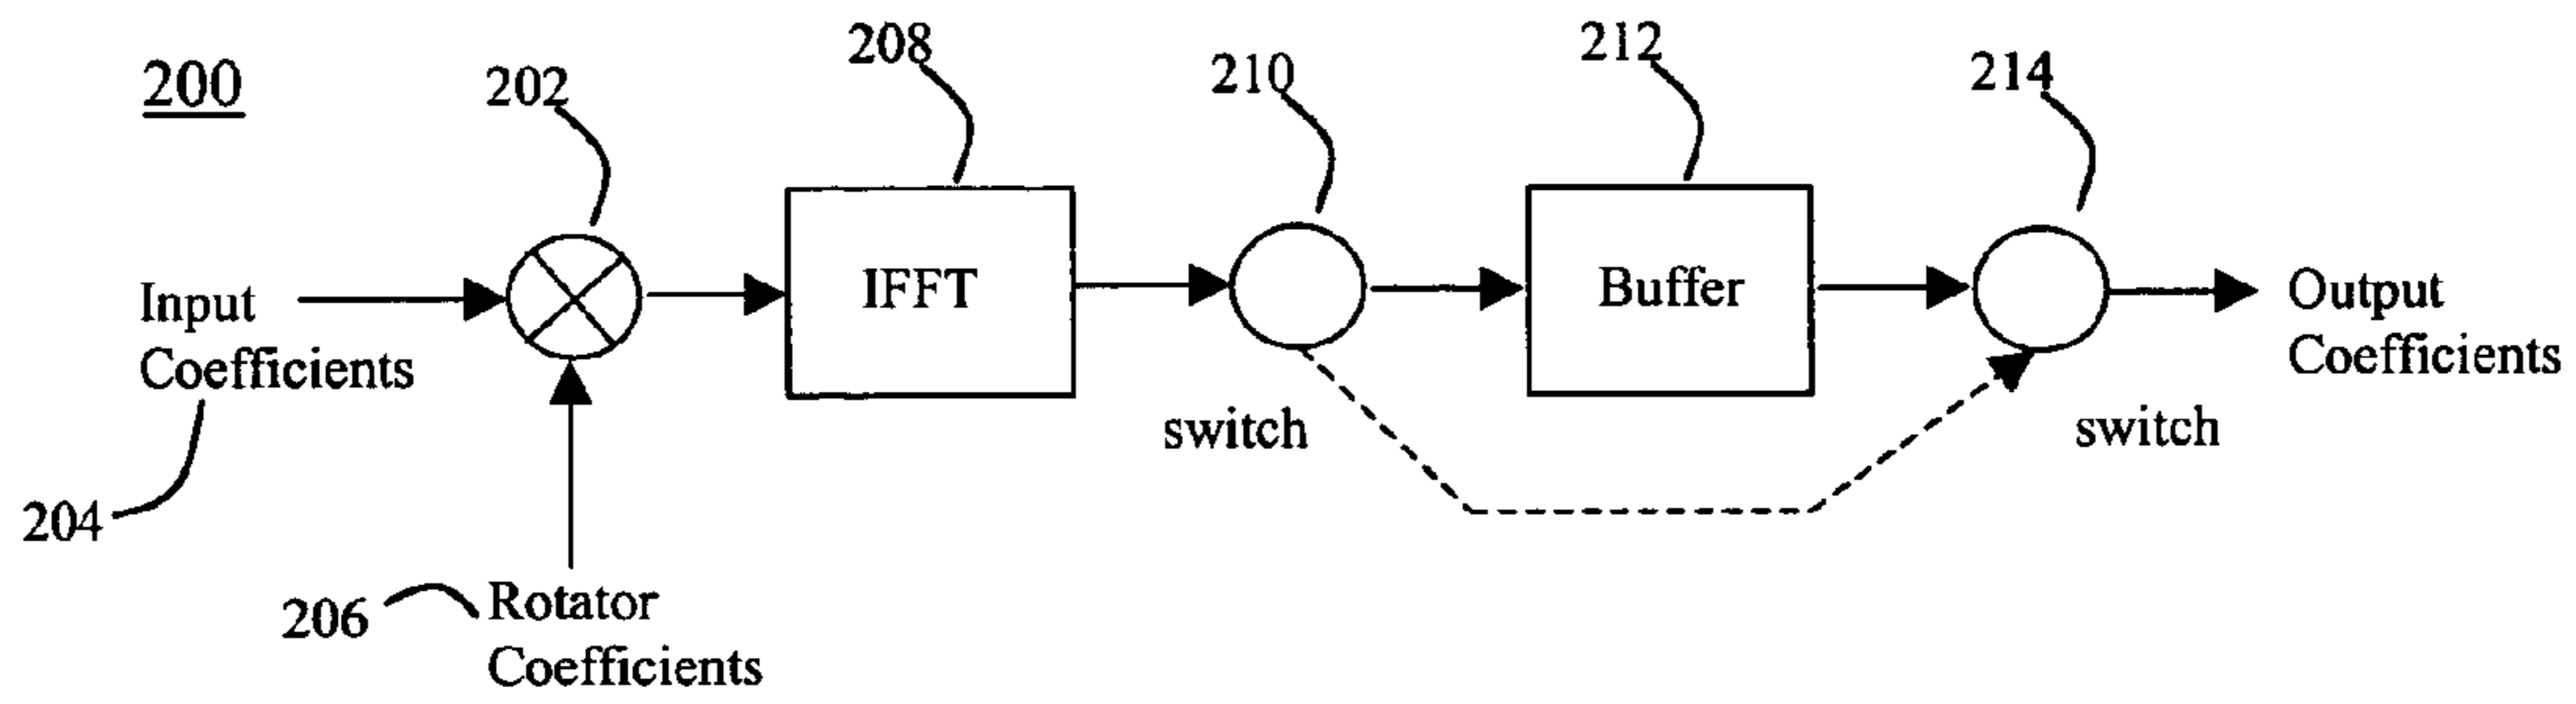 200
202
208
210
212
214
Input
Coefficients
IFFT
Buffer
Output
Coefficients
switch
switch
204
206
Rotator
Coefficients